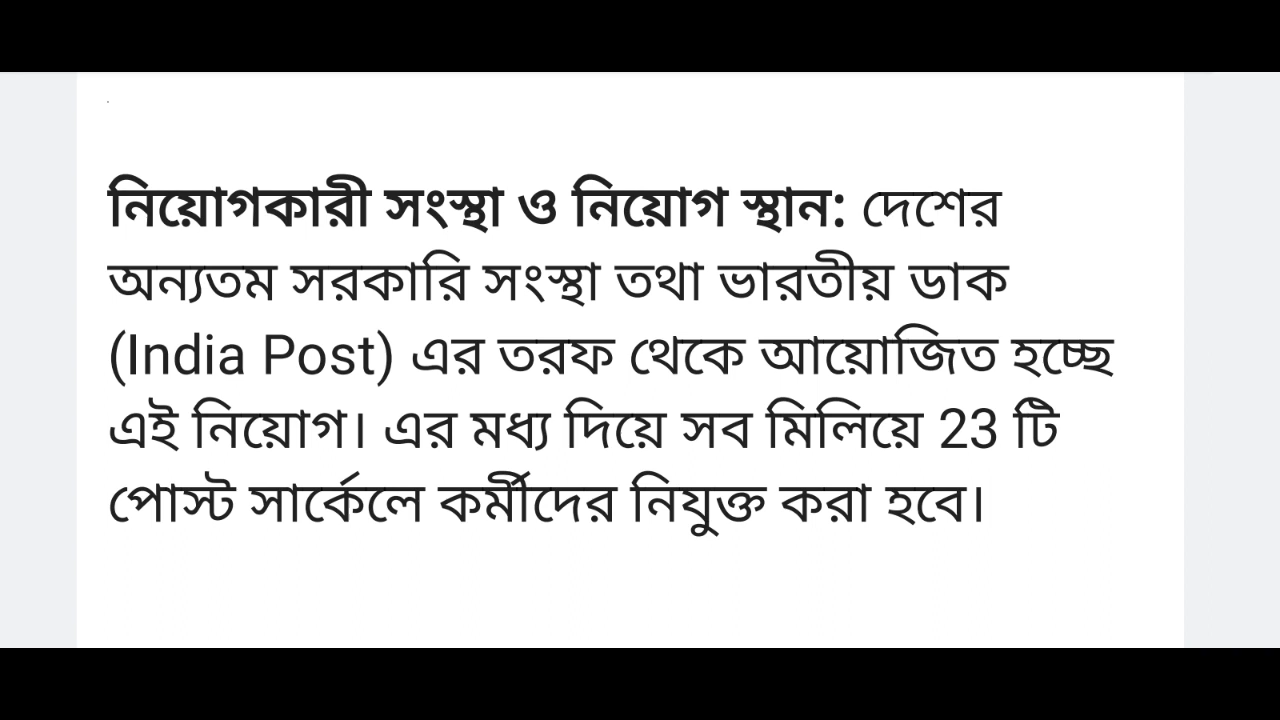 নিয়োগকারী সংস্থা ও নিয়োগ স্থান: দেশের
অন্যতম সরকারি সংস্থা তথা ভারতীয় ডাক
(India Post) এর তরফ থেকে আয়োজিত হচ্ছে
এই নিয়োগ। এর মধ্য দিয়ে সব মিলিয়ে 23 টি
পোস্ট সার্কেলে কর্মীদের নিযুক্ত করা হবে।